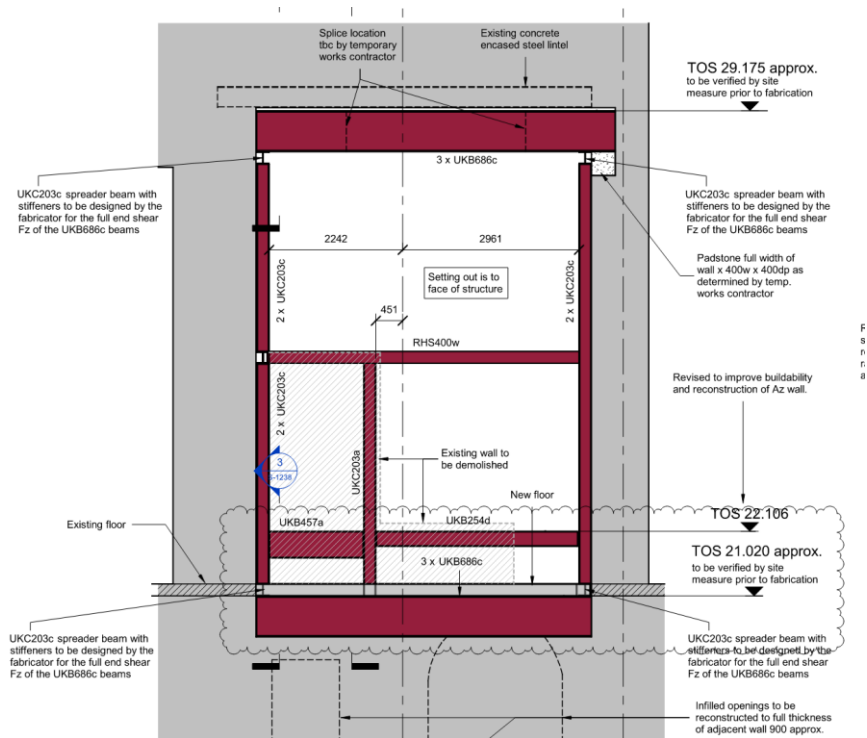 Splice location
tbc by temporary
works contractor
Existing concrete
encased steel lintel
TOS 29.175 approx.
to be verified by site
measure prior to fabrication
3 x UKB686c
UKC203c spreader beam with
stiffeners to be designed by the
fabricator for the full end shear
Fz of the UKB686c beams
UKC203c spreader beam with
stiffeners to be designed by the
fabricator for the full end shear
Fz of the UKB686c beams
2242
2961
2 x UKC203c
2 x UKC203c
Padstone full width of
wall x 400w x 400dp as
determined by temp.
works contractor
Setting out is to
face of structure
451
RHS400w
Revised to improve buildability
and reconstruction of Az wall.
2 x UKC203c
UKC203a
Existing wall to
be demolished
3
-1238
New floor
Existing floor
UKB457a
UKB254d
TOS 22.106
3 x UKB686c
TOS 21.020 approx.
to be verified by site
measure prior to fabrication
UKC203c spreader beam with
stiffeners to be designed by the
fabricator for the full end shear
Fz of the UKB686c beams
UKC203c spreader beam with
stiffeners to be designed by the
fabricator for the full end shear
Fz of the UKB686c beams
Infilled openings to be
reconstructed to full thickness
of adjacent wall 900 approx.